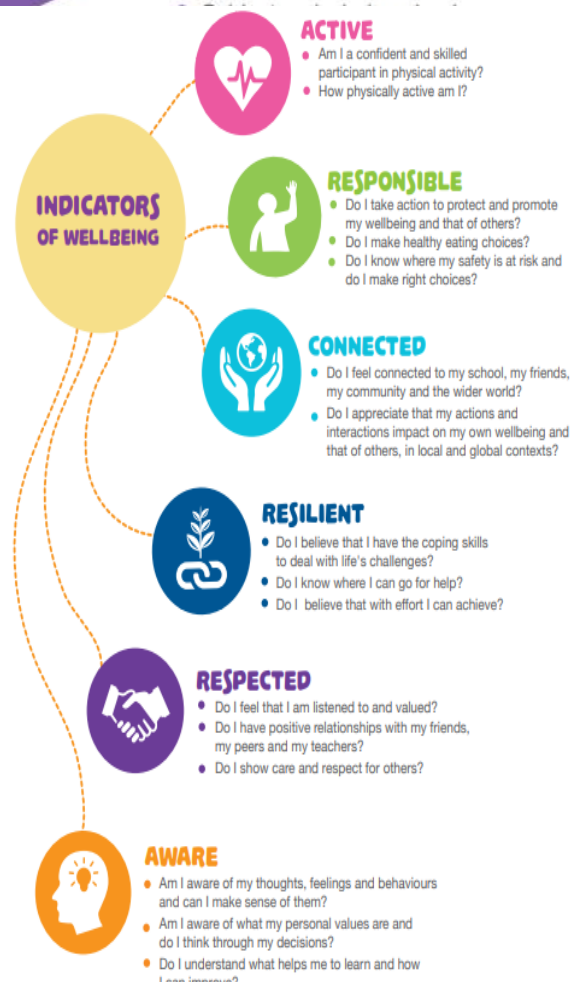 ACTIVE
Am I a confident and skilled
participant in physical activity?
How physically active am I?
INDICATORS
OF WELLBEING
RESPONSIBLE
Do I take action to protect and promote
my wellbeing and that of others?
Do I make healthy eating choices?
Do I know where my safety is at risk and
do I make right choices?
CONNECTED
Do I feel connected to my school, my friends,
my community and the wider world?
Do I appreciate that my actions and
interactions impact on my own wellbeing and
that of others, in local and global contexts?
RESILIENT
Do I believe that I have the coping skills
to deal with life's challenges?
Do I know where I can go for help?
Do I believe that with effort I can achieve?
RESPECTED
Do I feel that I am listened to and valued?
Do I have positive relationships with my friends,
my peers and my teachers?
Do I show care and respect for others?
AWARE
Am I aware of my thoughts, feelings and behaviours
and can I make sense of them?
Am I aware of what my personal values are and
do I think through my decisions?
Do I understand what helps me to learn and how
I can improve?